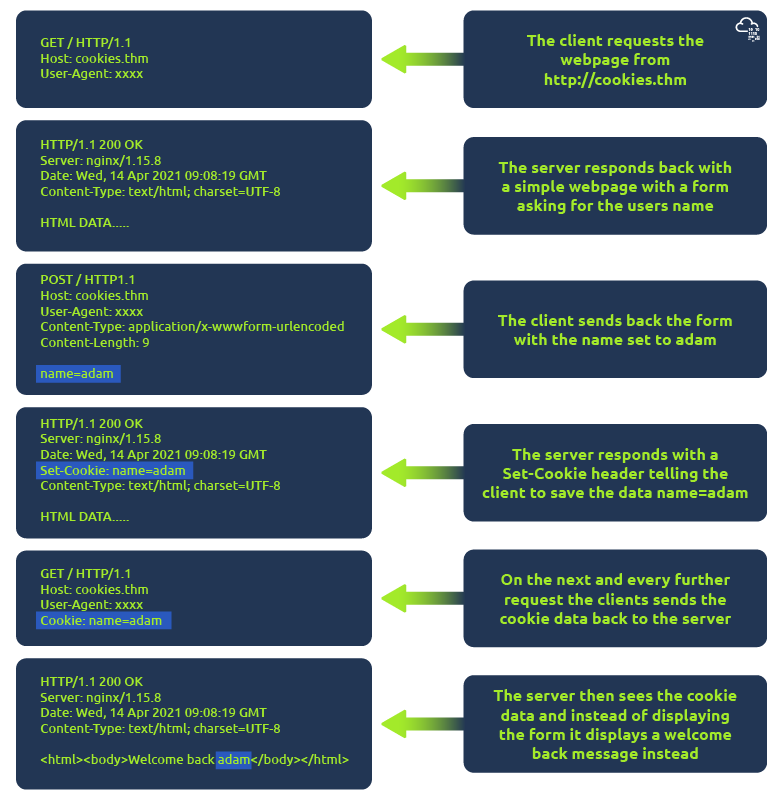 GET / HTTP/1.1
Host: cookies.thm
User-Agent: xxxx
The client requests the
webpage from
http://cookies.thm
HTTP/1.1 200 OK
Server: nginx/1.15.8
Date: Wed, 14 Apr 2021 09:08:19 GMT
Content-Type: text/html; charset=UTF-8
HTML DATA.....
The server responds back with
a simple webpage with a form
asking for the users name
POST / HTTP1.1
Host: cookies.thm
User-Agent: xxxx
Content-Type: application/x-wwwform-urlencoded
Content-Length: 9
name=adam
The client sends back the form
with the name set to adam
HTTP/1.1 200 OK
Server: nginx/1.15.8
Date: Wed, 14 Apr 2021 09:08:19 GMT
Set-Cookie: name=adam
Content-Type: text/html; charset=UTF-8
HTML DATA.....
The server responds with a
Set-Cookie header telling the
client to save the data name=adam
GET / HTTP/1.1
Host: cookies.thm
User-Agent: xxxx
Cookie: name=adam
On the next and every further
request the clients sends the
cookie data back to the server
HTTP/1.1 200 OK
Server: nginx/1.15.8
Date: Wed, 14 Apr 2021 09:08:19 GMT
Content-Type: text/html; charset=UTF-8
<html><body>Welcome back adam</body></html>
The server then sees the cookie
data and instead of displaying
the form it displays a welcome
back message instead